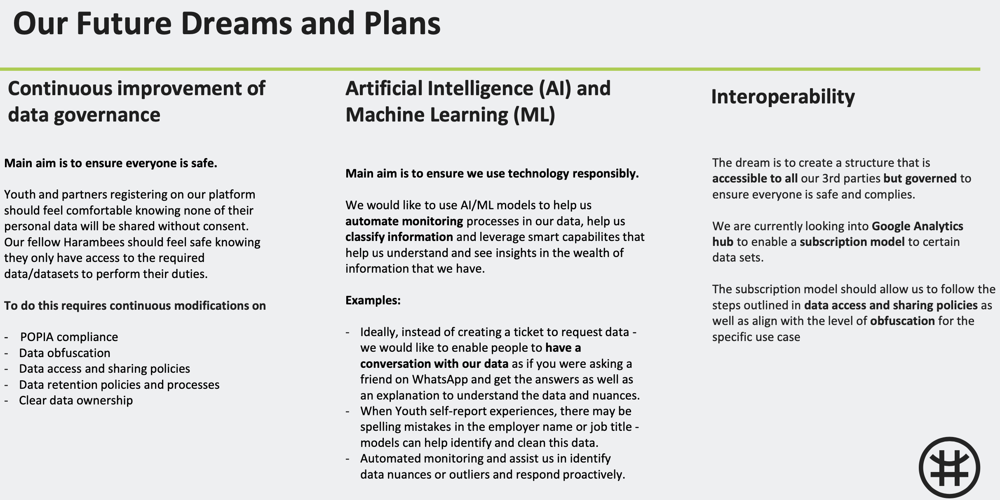 Our Future Dreams and Plans
Continuous improvement of
data governance
Main aim is to ensure everyone is safe.
Youth and partners registering on our platform
should feel comfortable knowing none of their
personal data will be shared without consent.
Our fellow Harambees should feel safe knowing
they only have access to the required
data/datasets to perform their duties.
To do this requires continuous modifications on
- POPIA compliance
- Data obfuscation
- Data access and sharing policies
- Data retention policies and processes
- Clear data ownership
Artificial Intelligence (AI) and
Machine Learning (ML)
Main aim is to ensure we use technology responsibly.
We would like to use AI/ML models to help us
automate monitoring processes in our data, help us
classify information and leverage smart capabilites that
help us understand and see insights in the wealth of
information that we have.
Examples:
- Ideally, instead of creating a ticket to request data -
we would like to enable people to have a
conversation with our data as if you were asking a
friend on WhatsApp and get the answers as well as
an explanation to understand the data and nuances.
- When Youth self-report experiences, there may be
spelling mistakes in the employer name or job title -
models can help identify and clean this data.
- Automated monitoring and assist us in identify
data nuances or outliers and respond proactively.
Interoperability
The dream is to create a structure that is
accessible to all our 3rd parties but governed to
ensure everyone is safe and complies.
We are currently looking into Google Analytics
hub to enable a subscription model to certain
data sets.
The subscription model should allow us to follow the
steps outlined in data access and sharing policies as
well as align with the level of obfuscation for the
specific use case